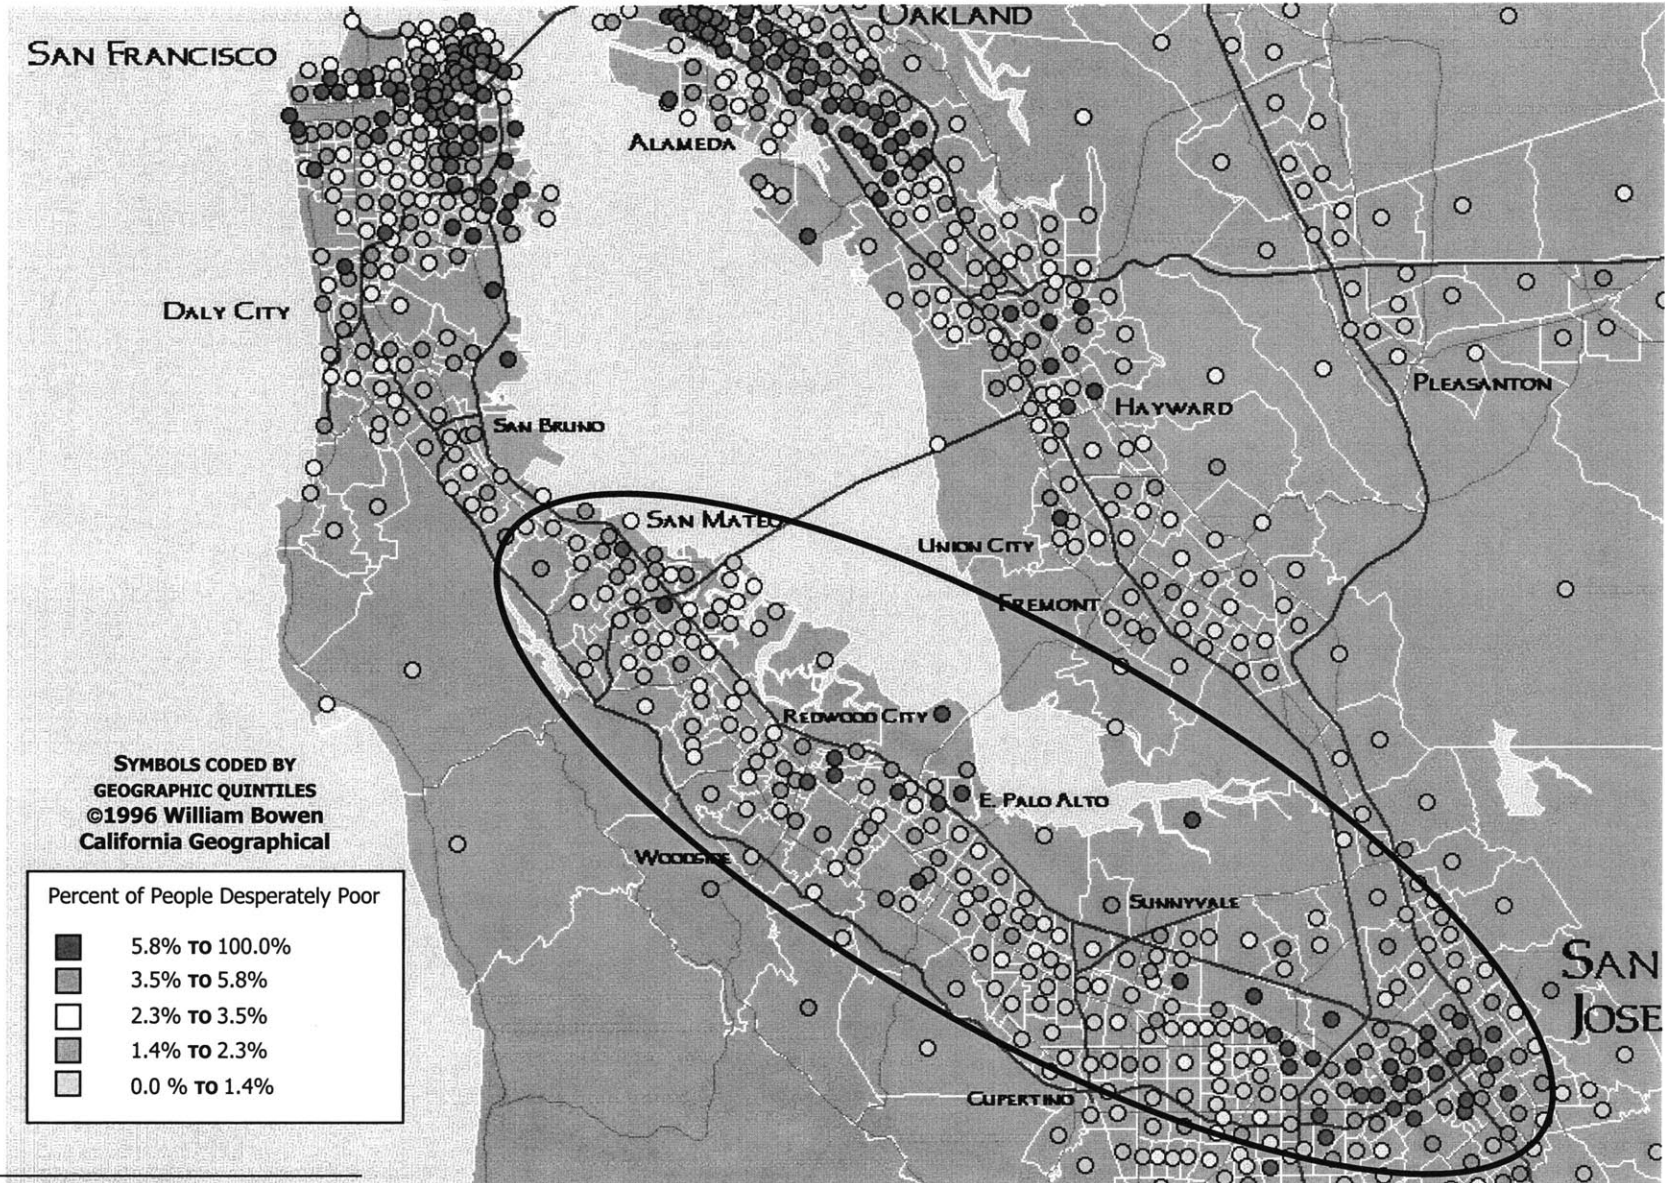 OAKLAND
SAN FRANCISCO
ALAMEDA
DALY CITY
PLEASANTON
HAYWARD
SAN BRUNO
SAN MATEO
UNION CITY
FREMONT
REDWOOD CITY
E. PALO ALTO
WOODSIDE
SUNNYVALE
SAN
JOSE
CUPERTINO
SYMBOLS CODED BY
GEOGRAPHIC QUINTILES
©1996 William Bowen
California Geographical
Percent of People Desperately Poor
5.8% TO 100.0%
3.5% TO 5.8%
2.3% TO 3.5%
1.4% TO 2.3%
0.0 % TO 1.4%